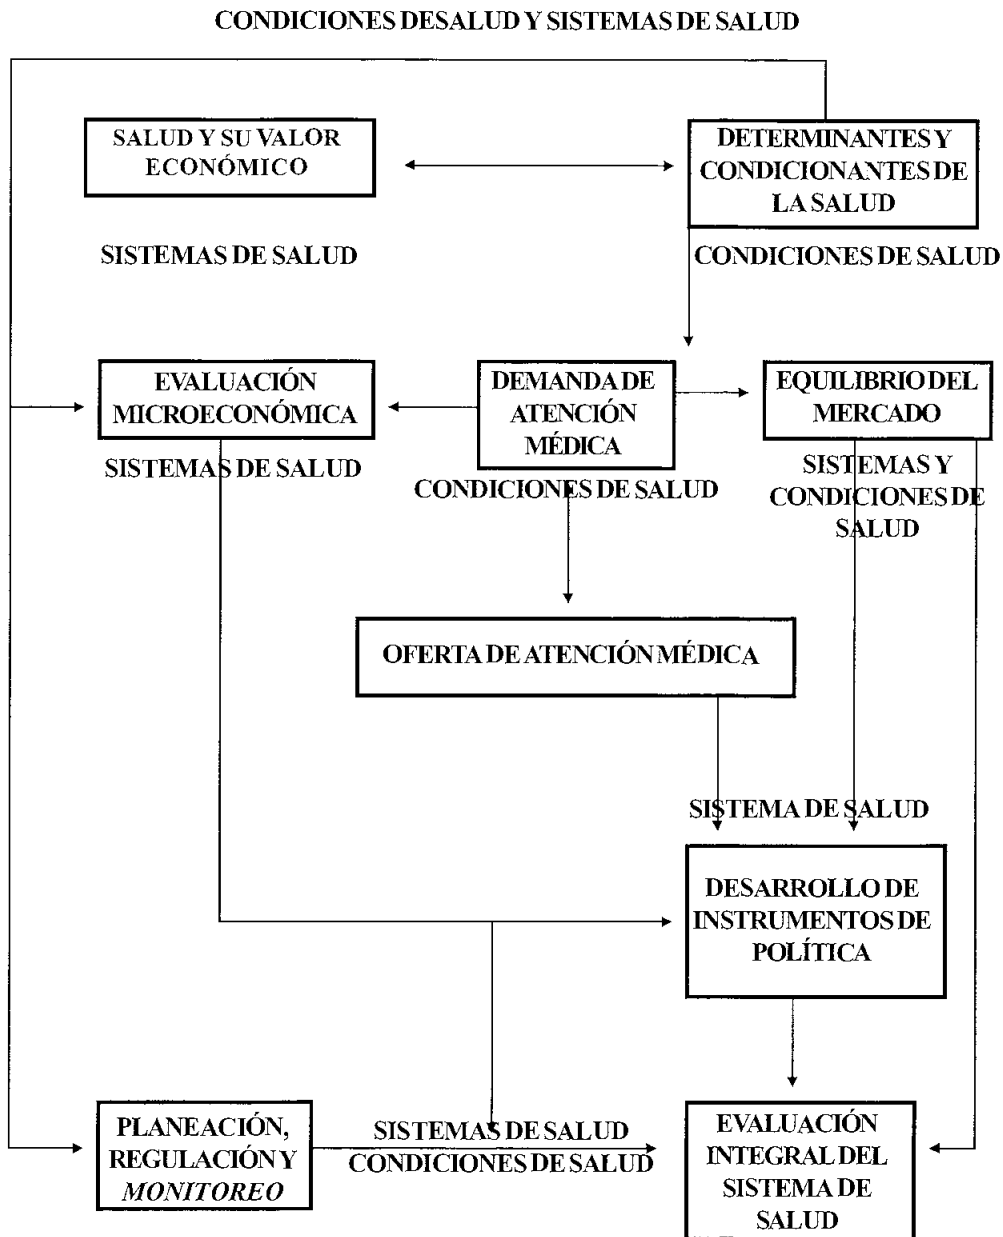 CONDICIONES DESALUD Y SISTEMAS DE SALUD
SALUD Y SU VALOR
ECONÓMICO
DETERMINANTES Y
CONDICIONANTES DE
LA SALUD
SISTEMAS DE SALUD
CONDICIONES DE SALUD
EVALUACIÓN
MICROECONÓMICA
DEMANDA DE
ATENCIÓN
MÉDICA
EQUILIBRIO DEL
MERCADO
SISTEMAS DE SALUD
CONDICIONES DE SALUD
SISTEMAS Y
CONDICIONES DE
SALUD
OFERTA DE ATENCIÓN MÉDICA
SISTEMA DE SALUD
DESARROLLO DE
INSTRUMENTOS DE
POLÍTICA
PLANEACIÓN,
REGULACIÓN Y
MONITOREO
SISTEMAS DE SALUD
CONDICIONES DE SALUD
EVALUACIÓN
INTEGRAL DEL
SISTEMA DE
SALUD